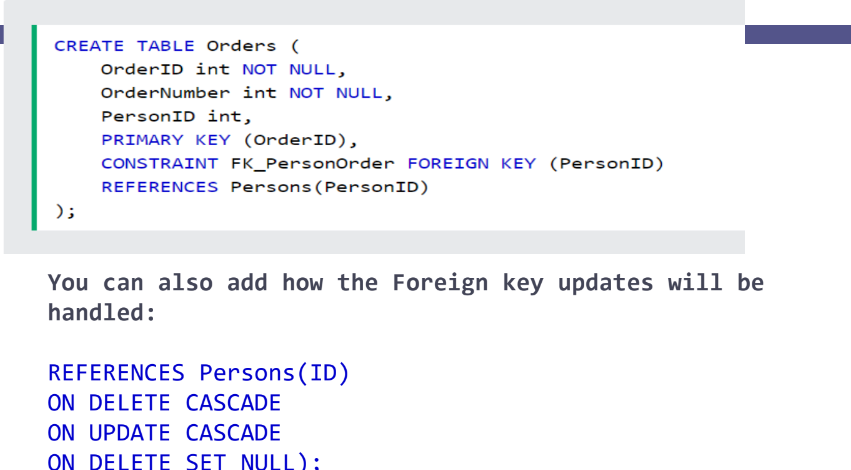 CREATE TABLE Orders (
    OrderID int NOT NULL,
    OrderNumber int NOT NULL,
    PersonID int,
    PRIMARY KEY (OrderID),
    CONSTRAINT FK_PersonOrder FOREIGN KEY (PersonID)
    REFERENCES Persons(PersonID)
);
You can also add how the Foreign key updates will be
handled:
REFERENCES Persons(ID)
ON DELETE CASCADE
ON UPDATE CASCADE
ON DELETE SET NULL);